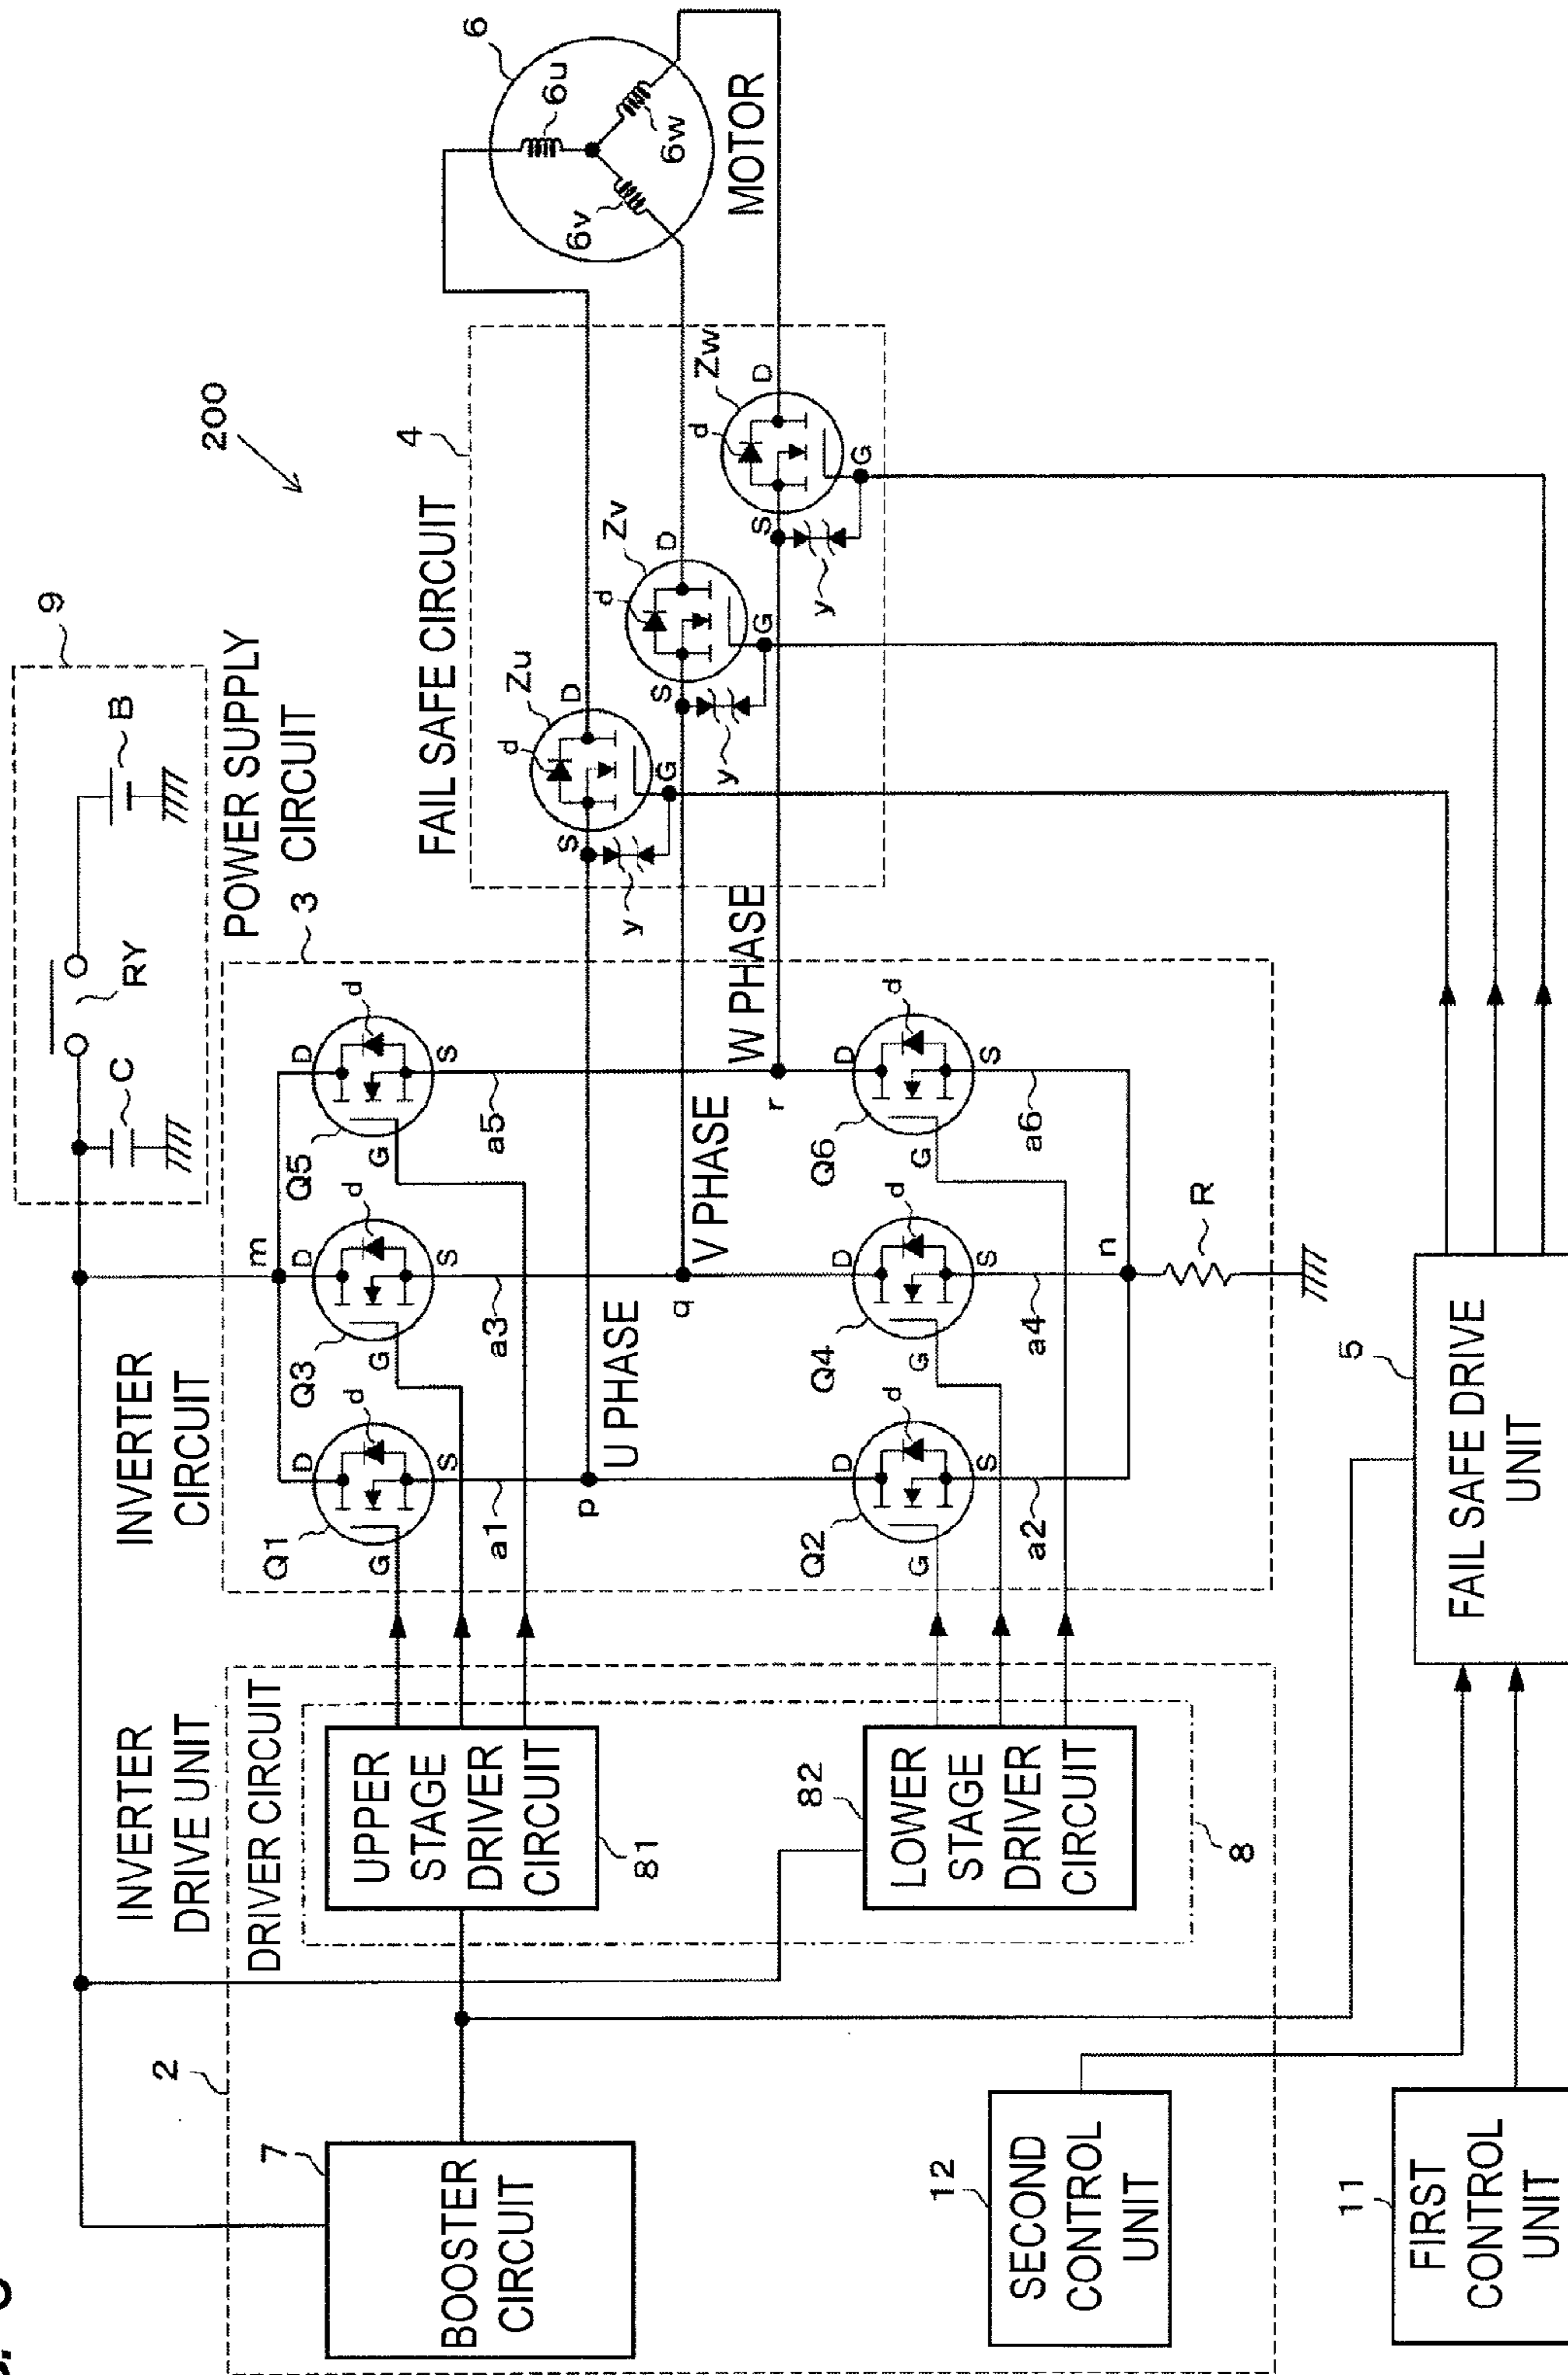 200
9
B
RY
C
POWER SUPPLY
CIRCUIT
6
6u
6v
6w
MOTOR
FAIL SAFE CIRCUIT
4
Zu
d
S
D
G
y
Zv
d
S
D
G
y
Zw
d
S
D
G
y
INVERTER
CIRCUIT
3
m
Q1
D
d
S
G
a1
Q3
D
d
S
G
a3
Q5
D
d
S
G
a5
p
U PHASE
q
V PHASE
r
W PHASE
Q2
D
d
S
G
a2
Q4
D
d
S
G
a4
Q6
D
d
S
G
a6
n
R
INVERTER
DRIVE UNIT
2
DRIVER CIRCUIT
UPPER
STAGE
DRIVER
CIRCUIT
81
LOWER
STAGE
DRIVER
CIRCUIT
82
8
7
BOOSTER
CIRCUIT
12
SECOND
CONTROL
UNIT
11
FIRST
CONTROL
UNIT
5
FAIL SAFE DRIVE
UNIT